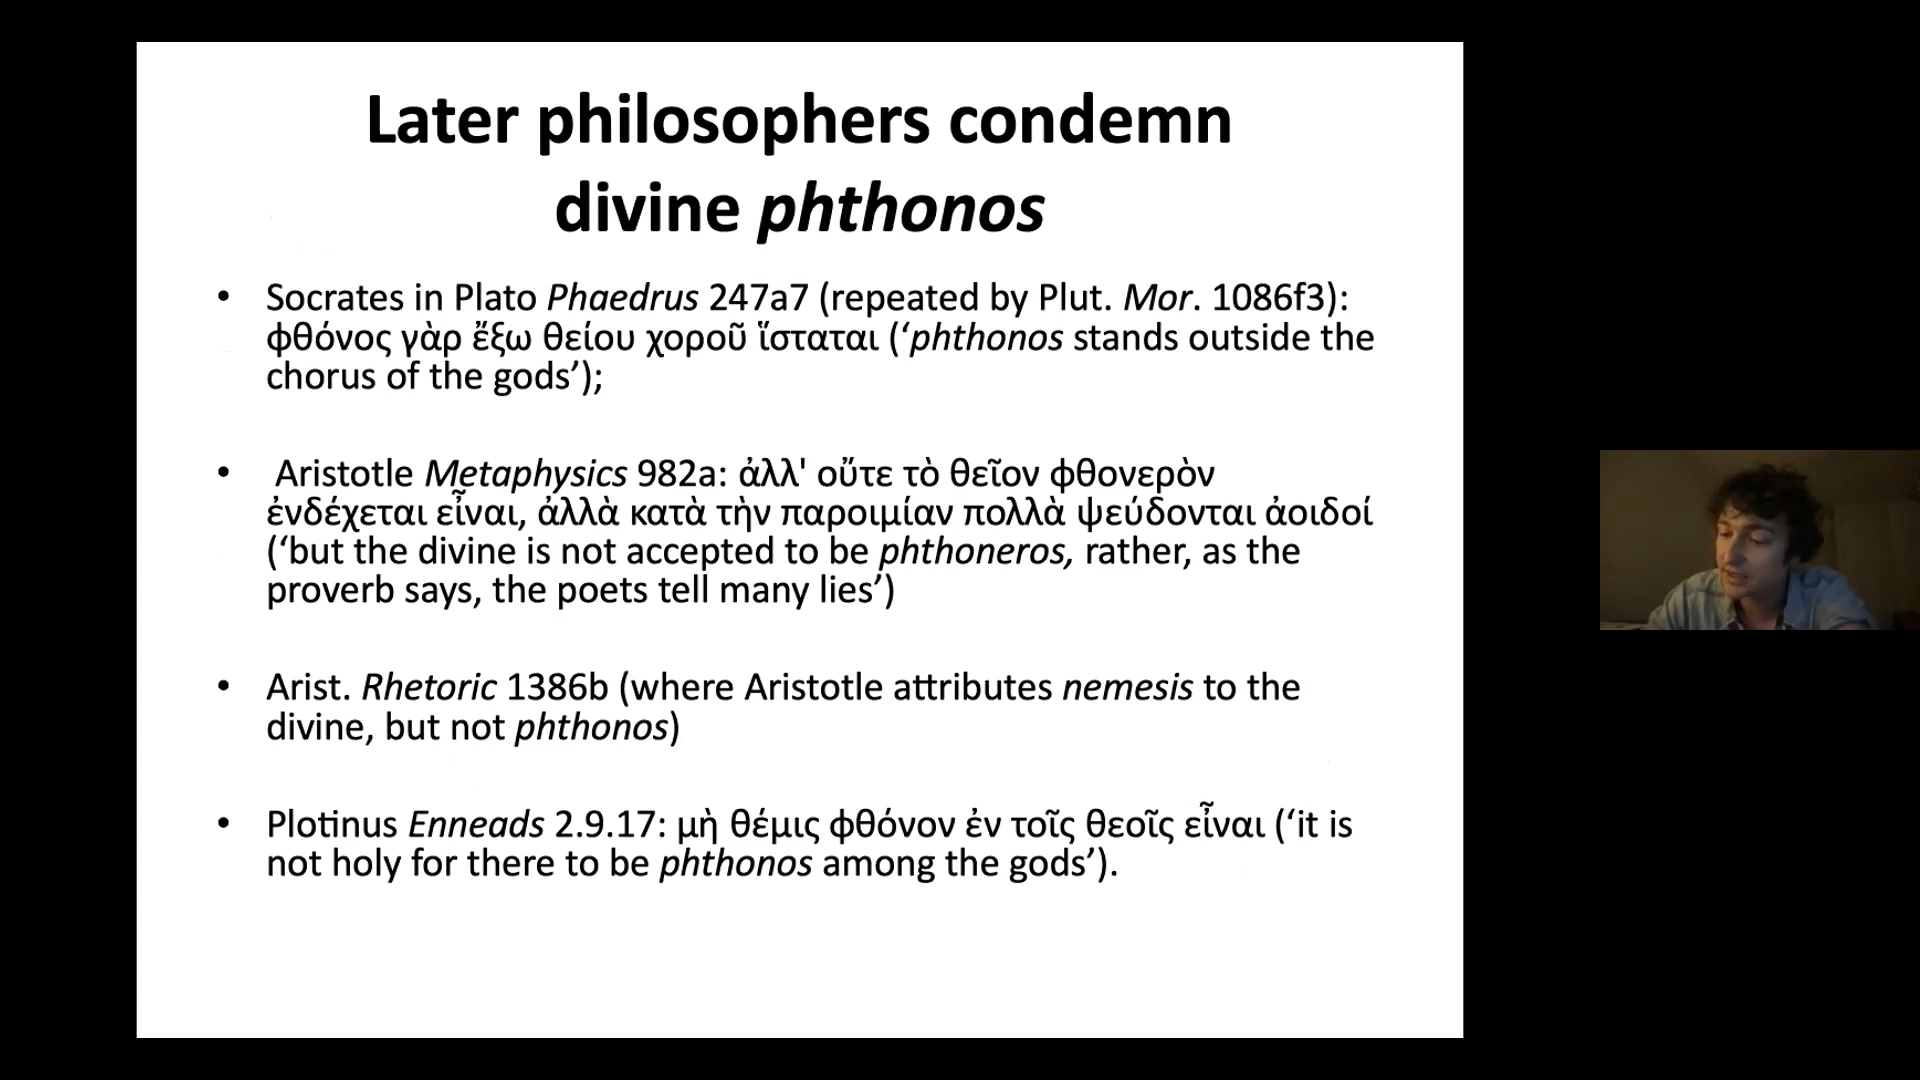 Later philosophers condemn
divine phthonos
• Socrates in Plato Phaedrus 247a7 (repeated by Plut. Mor. 1086f3):
φθόνος γὰρ ἔξω θείου χοροῦ ἵσταται (‘phthonos stands outside the
chorus of the gods’);
• Aristotle Metaphysics 982a: ἀλλ' οὔτε τὸ θεῖον φθονερὸν
ἐνδέχεται εἶναι, ἀλλὰ κατὰ τὴν παροιμίαν πολλὰ ψεύδονται ἀοιδοί
(‘but the divine is not accepted to be phthoneros, rather, as the
proverb says, the poets tell many lies’)
• Arist. Rhetoric 1386b (where Aristotle attributes nemesis to the
divine, but not phthonos)
• Plotinus Enneads 2.9.17: μὴ θέμις φθόνον ἐν τοῖς θεοῖς εἶναι (‘it is
not holy for there to be phthonos among the gods’).